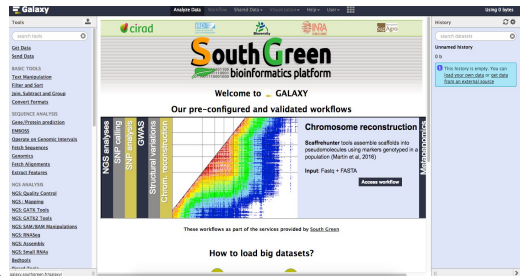 Galaxy
Analyze Data Workflow Shared Data Visualization Help User
Using 0 bytes
Tools
search tools
Get Data
Send Data
BASIC TOOLS
Text Manipulation
Filter and Sort
Join, Subtract and Group
Convert Formats
SEQUENCE ANALYSIS
Gene/Protein prediction
EMBOSS
Operate on Genomic Intervals
Fetch Sequences
Genomics
Fetch Alignments
Extract Features
NGS ANALYSIS
NGS: Quality Control
NGS : Mapping
NGS: GATK Tools
NGS: GATK2 Tools
NGS: SAM/BAM Manipulations
NGS: RNASeq
NGS: Assembly
NGS: Small RNAs
Bedtools
cirad
Bioversity
INRA
Agro
South Green
bioinformatics platform
Welcome to GALAXY
Our pre-configured and validated workflows
NGS analyses
SNP calling
SNP analysis
GWAS
Structural variations
Chrom. reconstruction
Chromosome reconstruction
Scaffhunter tools assemble scaffolds into
pseudomolecules using markers genotyped in a
population (Martin et al, 2016)
Input: Fastq + FASTA
Access workflow
Metagenomics
These workflows as part of the services provided by South Green
How to load big datasets?
History
search datasets
Unnamed history
0 b
This history is empty. You can
load your own data or get data
from an external source